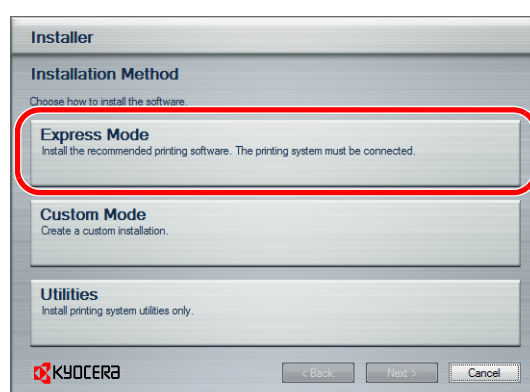 Installer
Installation Method
Choose how to install the software.
Express Mode
Install the recommended printing software. The printing system must be connected.
Custom Mode
Create a custom installation.
Utilities
Install printing system utilities only.
KYOCERA
< Back
Next >
Cancel